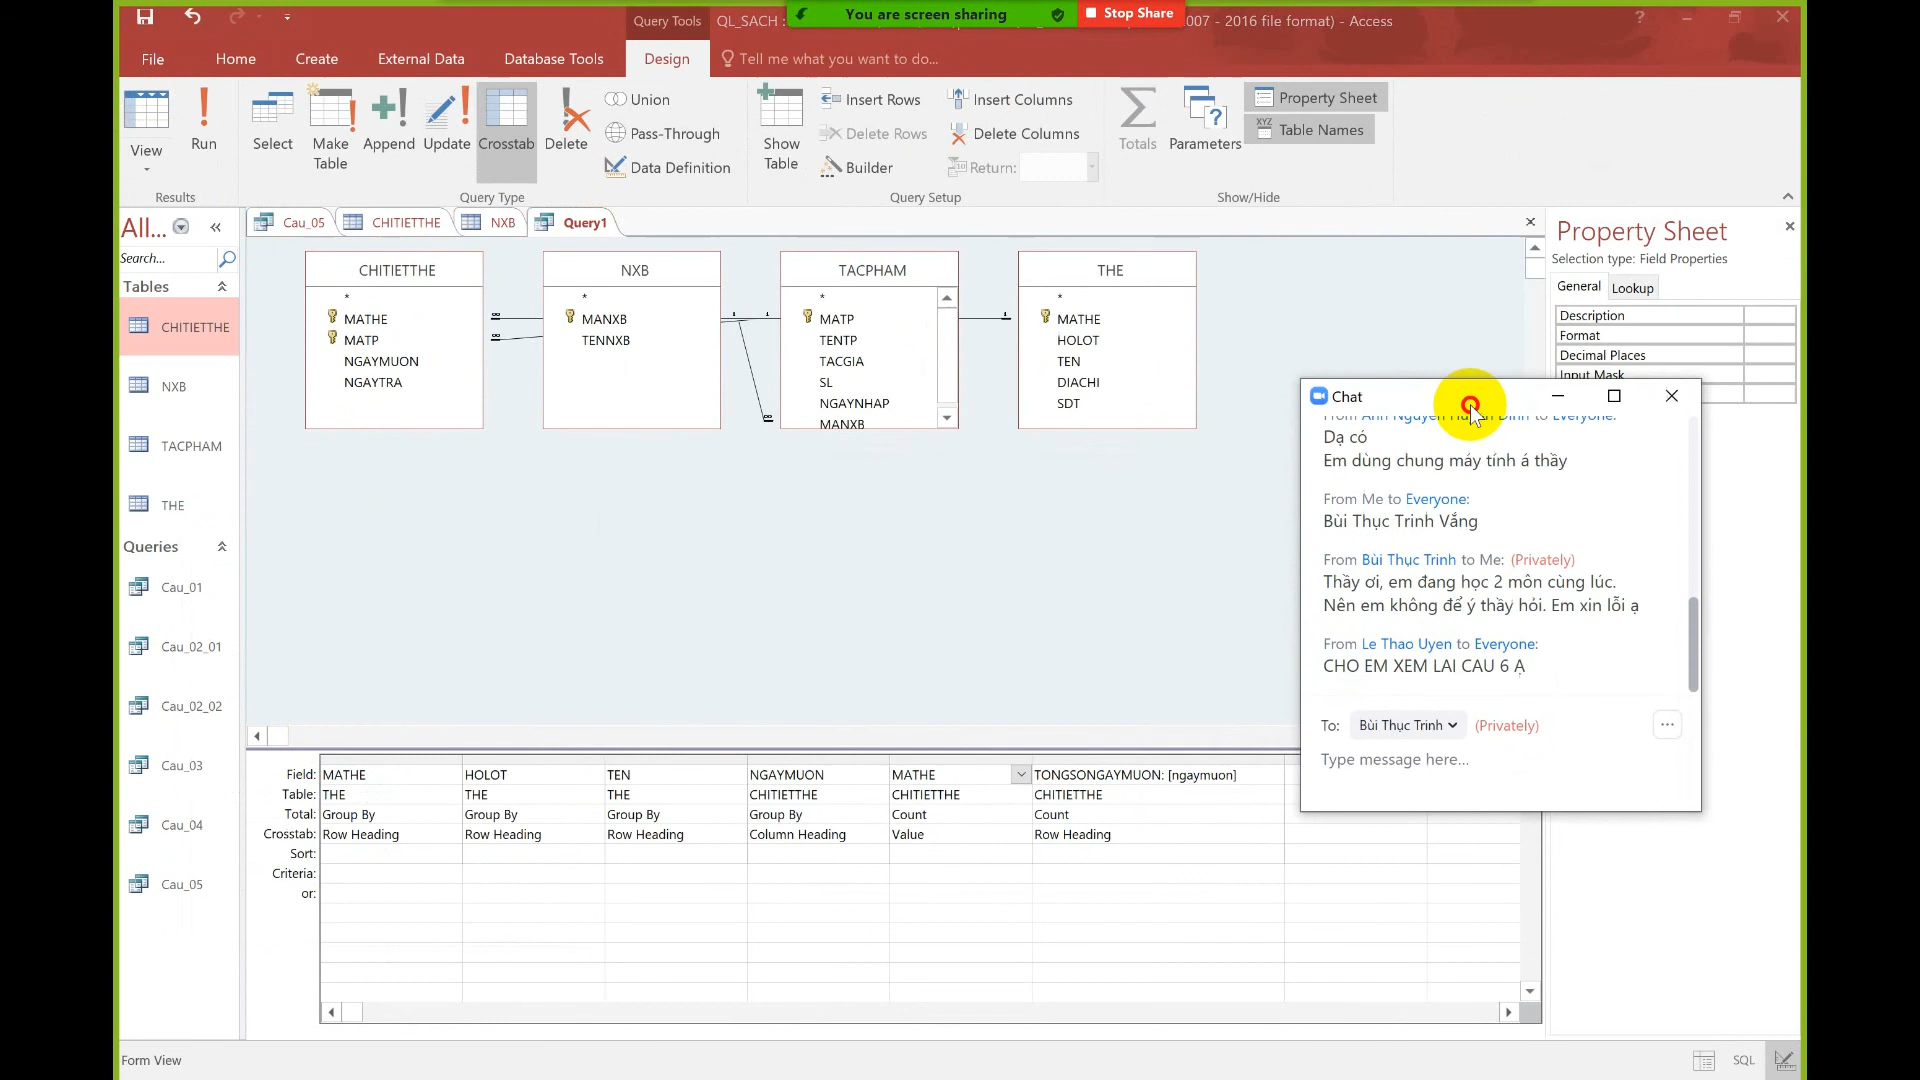 Query Tools
QL_SACH :
You are screen sharing
Stop Share
007 - 2016 file format) - Access
?
File
Home
Create
External Data
Database Tools
Design
Tell me what you want to do...
View
Run
Select
Make
Table
Append
Update
Crosstab
Delete
Union
Pass-Through
Data Definition
Show
Table
Insert Rows
Delete Rows
Builder
Insert Columns
Delete Columns
Return:
Totals
Parameters
Property Sheet
Table Names
Results
Query Type
Query Setup
Show/Hide
All...
Search...
Tables
CHITIETTHE
NXB
TACPHAM
THE
Queries
Cau_01
Cau_02_01
Cau_02_02
Cau_03
Cau_04
Cau_05
Cau_05
CHITIETTHE
NXB
Query1
CHITIETTHE
*
MATHE
MATP
NGAYMUON
NGAYTRA
NXB
*
MANXB
TENNXB
TACPHAM
*
MATP
TENTP
TACGIA
SL
NGAYNHAP
MANXB
THE
*
MATHE
HOLOT
TEN
DIACHI
SDT
Property Sheet
Selection type: Field Properties
General
Lookup
Description
Format
Decimal Places
Input Mask
Chat
to Everyone:
Dạ có
Em dùng chung máy tính á thầy
From Me to Everyone:
Bùi Thục Trinh Vắng
From Bùi Thục Trinh to Me: (Privately)
Thầy ơi, em đang học 2 môn cùng lúc.
Nên em không để ý thầy hỏi. Em xin lỗi ạ
From Le Thao Uyen to Everyone:
CHO EM XEM LAI CAU 6 Ạ
To: Bùi Thục Trinh (Privately)
Type message here...
Field: MATHE HOLOT TEN NGAYMUON MATHE TONGSONGAYMUON: [ngaymuon]
Table: THE THE THE CHITIETTHE CHITIETTHE CHITIETTHE
Total: Group By Group By Group By Group By Count Count
Crosstab: Row Heading Row Heading Row Heading Column Heading Value Row Heading
Sort:
Criteria:
or:
Form View
SQL